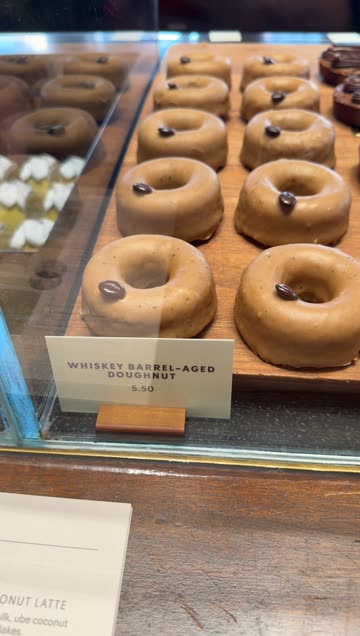 WHISKEY BARREL-AGED
DOUGHNUT
5.50
ONUT LATTE
ilk, ube coconut
lakes.